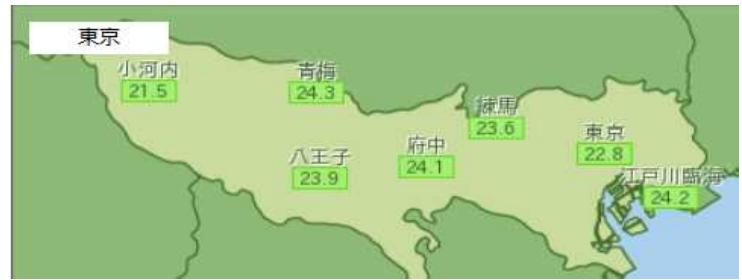 東京
小河内
21.5
青梅
24.3
練馬
23.6
東京
22.8
府中
24.1
八王子
23.9
江戸川臨海
24.2